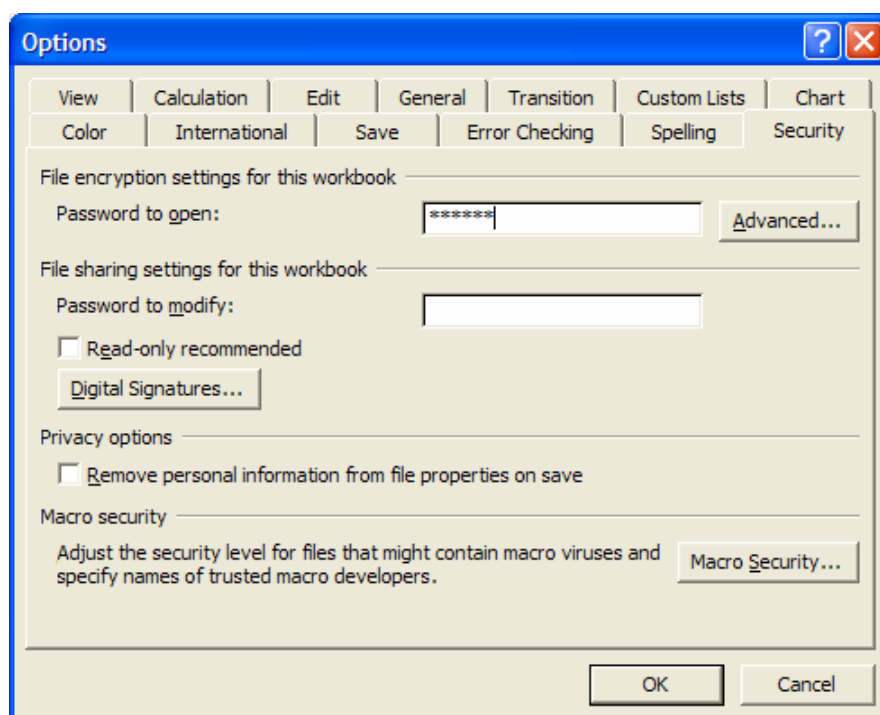 Options
View Calculation Edit General Transition Custom Lists Chart
Color International Save Error Checking Spelling Security
File encryption settings for this workbook
Password to open: ****** Advanced...
File sharing settings for this workbook
Password to modify:
Read-only recommended
Digital Signatures...
Privacy options
Remove personal information from file properties on save
Macro security
Adjust the security level for files that might contain macro viruses and
specify names of trusted macro developers.
Macro Security...
OK Cancel